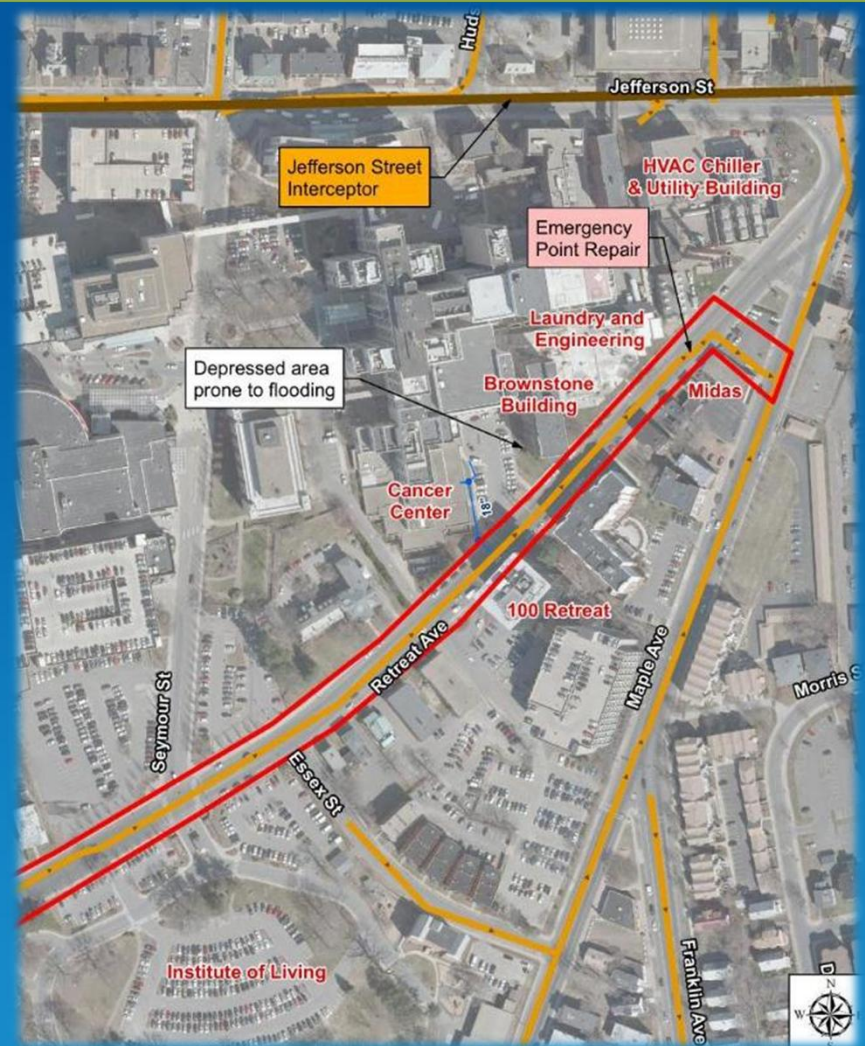 Huds
Jefferson St
Jefferson Street
Interceptor
HVAC Chiller
& Utility Building
Emergency
Point Repair
Laundry and
Engineering
Depressed area
prone to flooding
Brownstone
Building
Midas
Cancer
Center
18"
100 Retreat
Retreat Ave
Maple Ave
Morris S
Seymour St
Essex St
Institute of Living
Franklin Ave
D
N
W